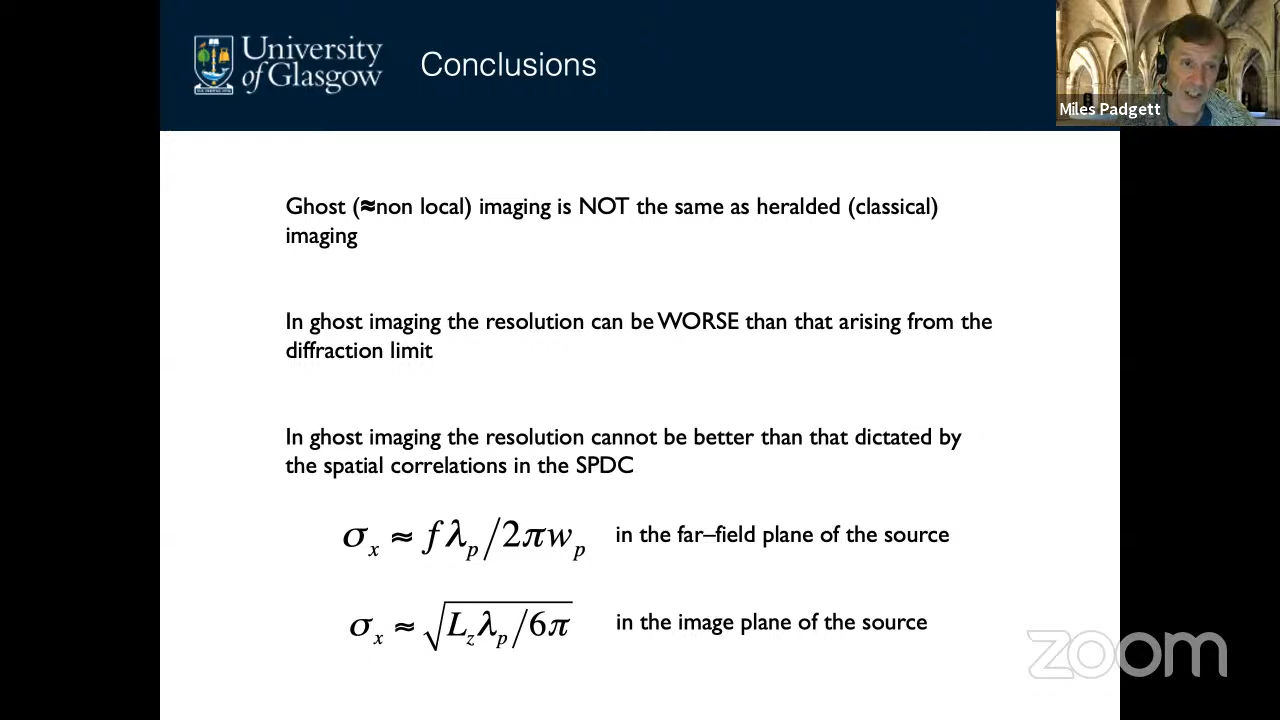 University
of Glasgow
Conclusions
Miles Padgett
Ghost (≈non local) imaging is NOT the same as heralded (classical)
imaging
In ghost imaging the resolution can be WORSE than that arising from the
diffraction limit
In ghost imaging the resolution cannot be better than that dictated by
the spatial correlations in the SPDC
σₓ ≈ fλₚ/2πwₚ in the far–field plane of the source
σₓ ≈ √(L_zλₚ/6π) in the image plane of the source
zoom